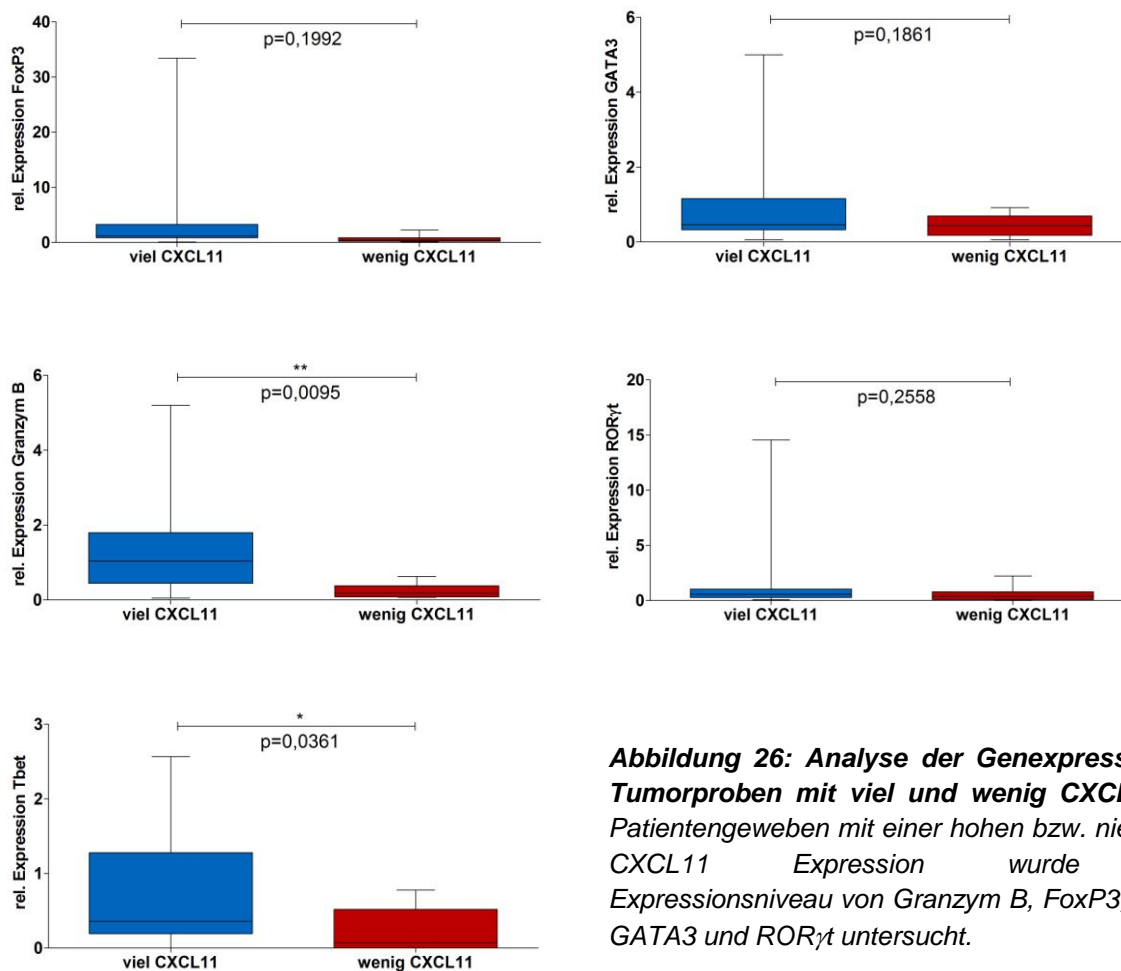 40
30
20
10
0
rel. Expression FoxP3
p=0,1992
viel CXCL11
wenig CXCL11
6
4
2
0
rel. Expression GATA3
p=0,1861
viel CXCL11
wenig CXCL11
6
4
2
0
rel. Expression Granzym B
**
p=0,0095
viel CXCL11
wenig CXCL11
20
15
10
5
0
rel. Expression RORγt
p=0,2558
viel CXCL11
wenig CXCL11
3
2
1
0
rel. Expression Tbet
*
p=0,0361
viel CXCL11
wenig CXCL11
Abbildung 26: Analyse der
Tumorproben mit viel und wenig
Patientengeweben mit einer hohen bzw.
CXCL11 Expression wurde
Expressionsniveau von Granzym B, FoxP3,
GATA3 und RORγt untersucht.